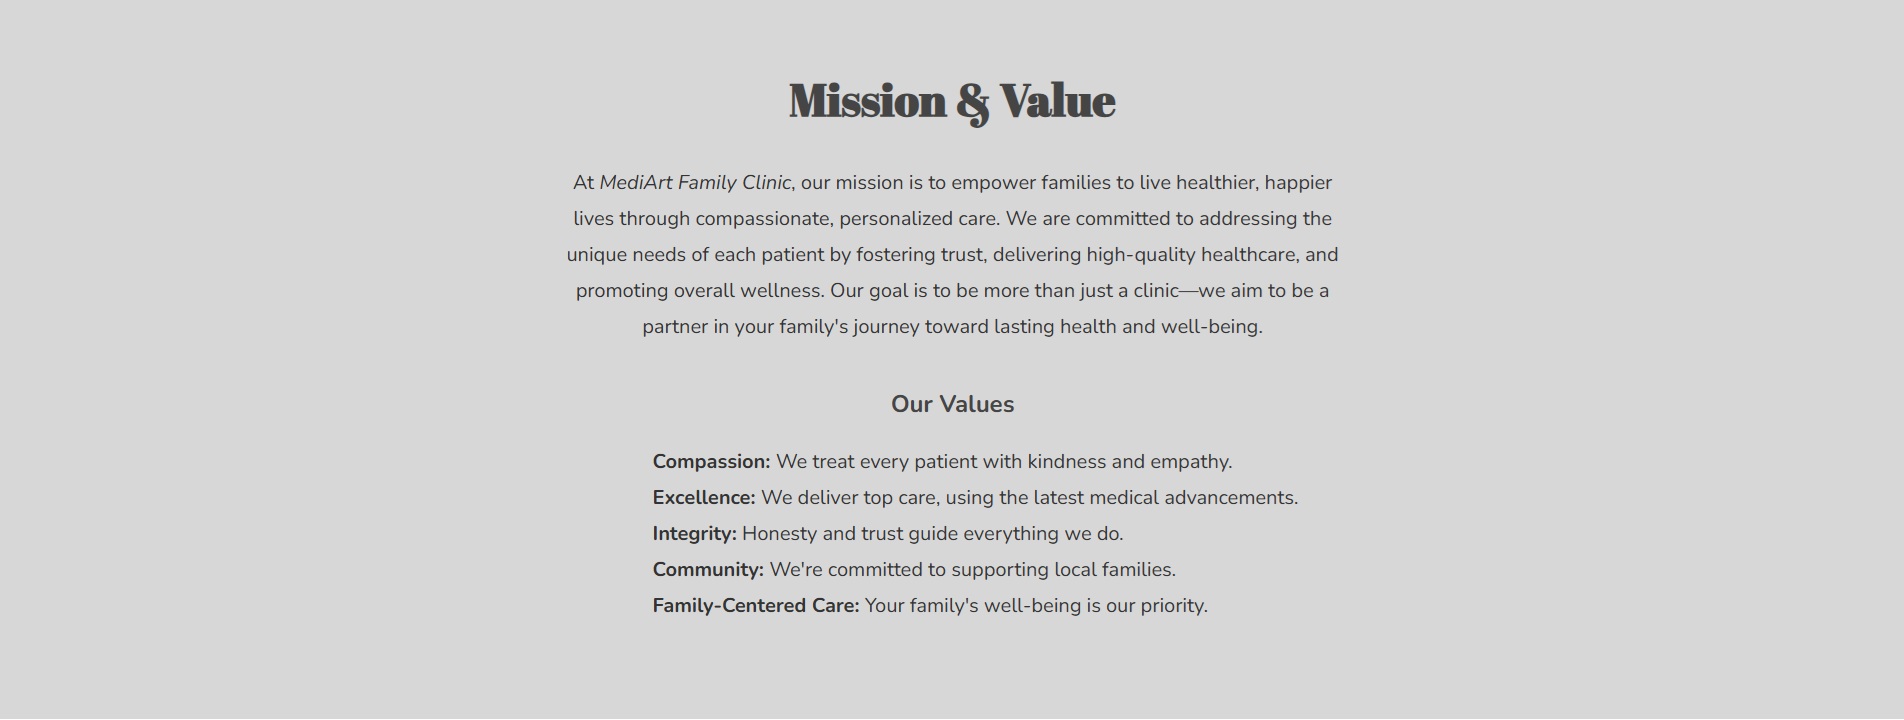 Mission & Value
At MediArt Family Clinic, our mission is to empower families to live healthier, happier
lives through compassionate, personalized care. We are committed to addressing the
unique needs of each patient by fostering trust, delivering high-quality healthcare, and
promoting overall wellness. Our goal is to be more than just a clinic—we aim to be a
partner in your family's journey toward lasting health and well-being.
Our Values
Compassion: We treat every patient with kindness and empathy.
Excellence: We deliver top care, using the latest medical advancements.
Integrity: Honesty and trust guide everything we do.
Community: We're committed to supporting local families.
Family-Centered Care: Your family's well-being is our priority.